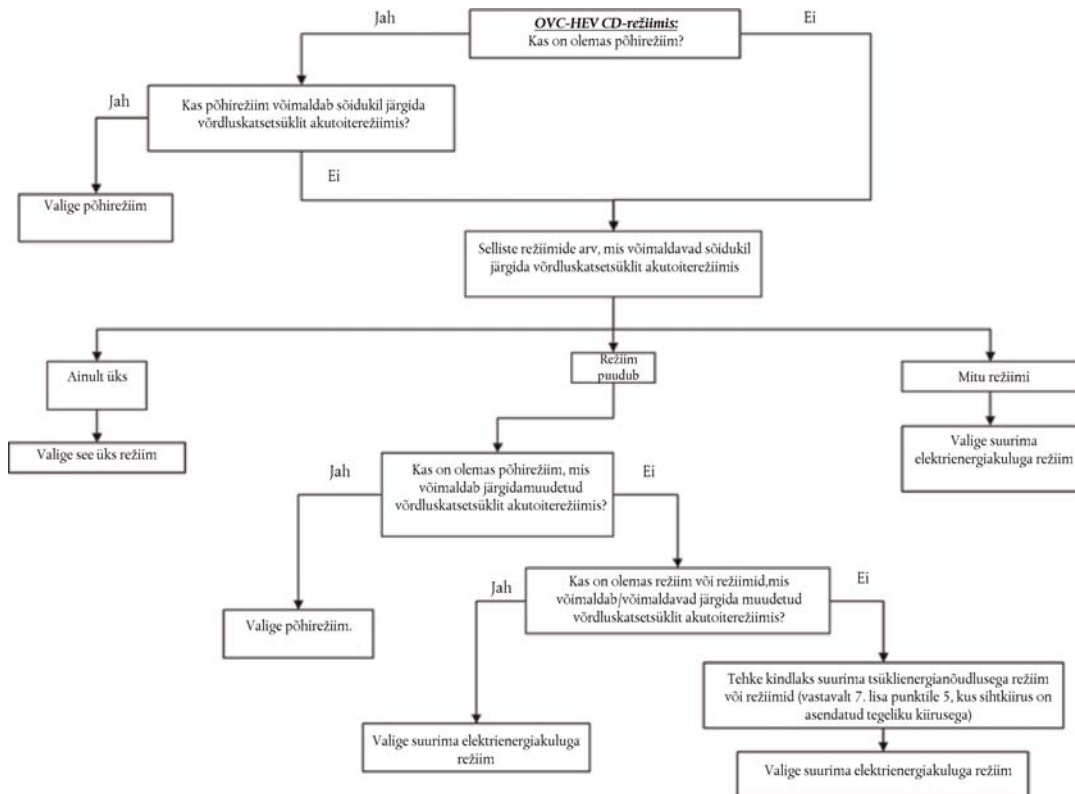 Jah
OVC-HEV CD-režiimis:
Kas on olemas põhirežiim?
Ei
Jah
Kas põhirežiim võimaldab sõidukil järgida
võrdluskatsetsüklit akutoiterežiimis?
Ei
Valige põhirežiim
Selliste režiimide arv, mis võimaldavad sõidukil
järgida võrdluskatsetsüklit akutoiterežiimis
Ainult üks
Režiim
puudub
Mitu režiimi
Valige see üks režiim
Valige suurima
elektrienergiakuluga režiim
Jah
Kas on olemas põhirežiim, mis
võimaldab järgidamuudetud
võrdluskatsetsüklit akutoiterežiimis?
Ei
Valige põhirežiim.
Jah
Kas on olemas režiim või režiimid,mis
võimaldab/võimaldavad järgida muudetud
võrdluskatsetsüklit akutoiterežiimis?
Ei
Valige suurima elektrienergiakuluga
režiim
Tehke kindlaks suurima tsüklienergianõudlusega režiim
või režiimid (vastavalt 7. lisa punktile 5, kus sihtkiirus on
asendatud tegeliku kiirusega)
Valige suurima elektrienergiakuluga režiim